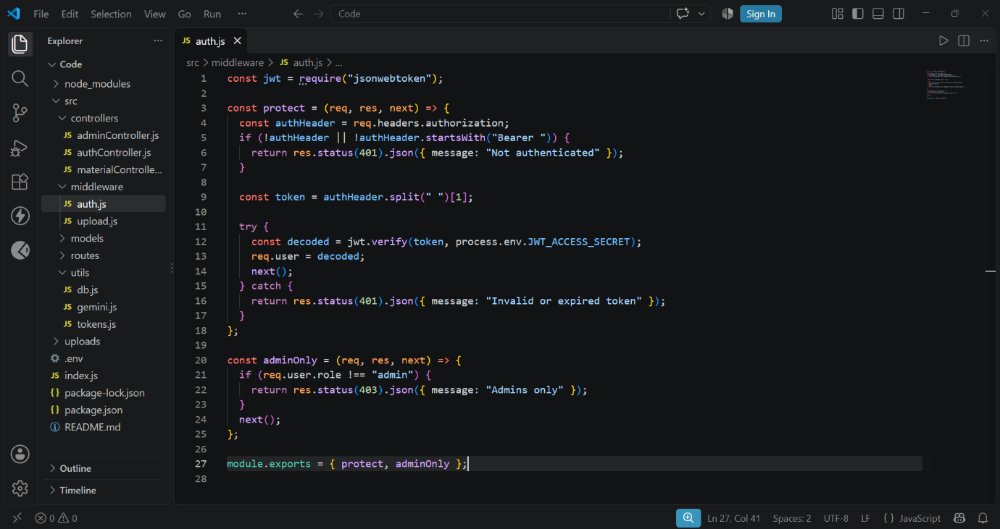 File Edit Selection View Go Run ··· Code Sign In
Explorer ···
Code
node_modules
src
controllers
JS adminController.js
JS authController.js
JS materialControlle...
middleware
JS auth.js
JS upload.js
models
routes
utils
JS db.js
JS gemini.js
JS tokens.js
uploads
.env
JS index.js
{} package-lock.json
{} package.json
README.md
Outline
Timeline
JS auth.js
src > middleware > JS auth.js > ...
1 const jwt = require("jsonwebtoken");
2
3 const protect = (req, res, next) => {
4   const authHeader = req.headers.authorization;
5   if (!authHeader || !authHeader.startsWith("Bearer ")) {
6     return res.status(401).json({ message: "Not authenticated" });
7   }
8
9   const token = authHeader.split(" ")[1];
10
11   try {
12     const decoded = jwt.verify(token, process.env.JWT_ACCESS_SECRET);
13     req.user = decoded;
14     next();
15   } catch {
16     return res.status(401).json({ message: "Invalid or expired token" });
17   }
18 };
19
20 const adminOnly = (req, res, next) => {
21   if (req.user.role !== "admin") {
22     return res.status(403).json({ message: "Admins only" });
23   }
24   next();
25 };
26
27 module.exports = { protect, adminOnly };
28
0 0 Ln 27, Col 41 Spaces: 2 UTF-8 LF {} JavaScript